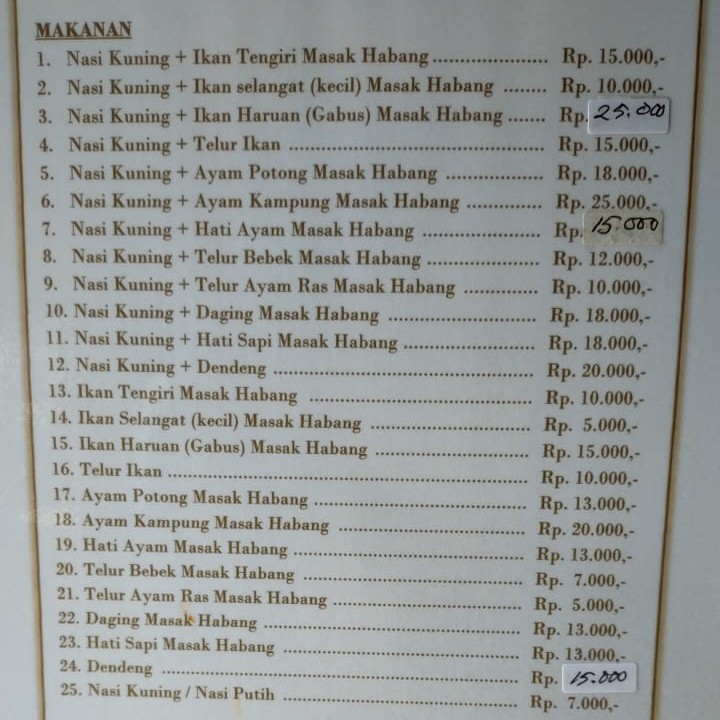 MAKANAN
1. Nasi Kuning + Ikan Tengiri Masak Habang .................... Rp. 15.000,-
2. Nasi Kuning + Ikan selangat (kecil) Masak Habang ........ Rp. 10.000,-
3. Nasi Kuning + Ikan Haruan (Gabus) Masak Habang ....... Rp. 25.000
4. Nasi Kuning + Telur Ikan ............................................. Rp. 15.000,-
5. Nasi Kuning + Ayam Potong Masak Habang ................. Rp. 18.000,-
6. Nasi Kuning + Ayam Kampung Masak Habang ............. Rp. 25.000,-
7. Nasi Kuning + Hati Ayam Masak Habang ..................... Rp. 15.000
8. Nasi Kuning + Telur Bebek Masak Habang ................... Rp. 12.000,-
9. Nasi Kuning + Telur Ayam Ras Masak Habang ............. Rp. 10.000,-
10. Nasi Kuning + Daging Masak Habang ......................... Rp. 18.000,-
11. Nasi Kuning + Hati Sapi Masak Habang ...................... Rp. 18.000,-
12. Nasi Kuning + Dendeng ............................................. Rp. 20.000,-
13. Ikan Tengiri Masak Habang ...................................... Rp. 10.000,-
14. Ikan Selangat (kecil) Masak Habang ........................... Rp. 5.000,-
15. Ikan Haruan (Gabus) Masak Habang .......................... Rp. 15.000,-
16. Telur Ikan ............................................................... Rp. 10.000,-
17. Ayam Potong Masak Habang ..................................... Rp. 13.000,-
18. Ayam Kampung Masak Habang ................................. Rp. 20.000,-
19. Hati Ayam Masak Habang ......................................... Rp. 13.000,-
20. Telur Bebek Masak Habang ...................................... Rp. 7.000,-
21. Telur Ayam Ras Masak Habang ................................. Rp. 5.000,-
22. Daging Masak Habang .............................................. Rp. 13.000,-
23. Hati Sapi Masak Habang ........................................... Rp. 13.000,-
24. Dendeng ................................................................. Rp. 15.000
25. Nasi Kuning / Nasi Putih .......................................... Rp. 7.000,-